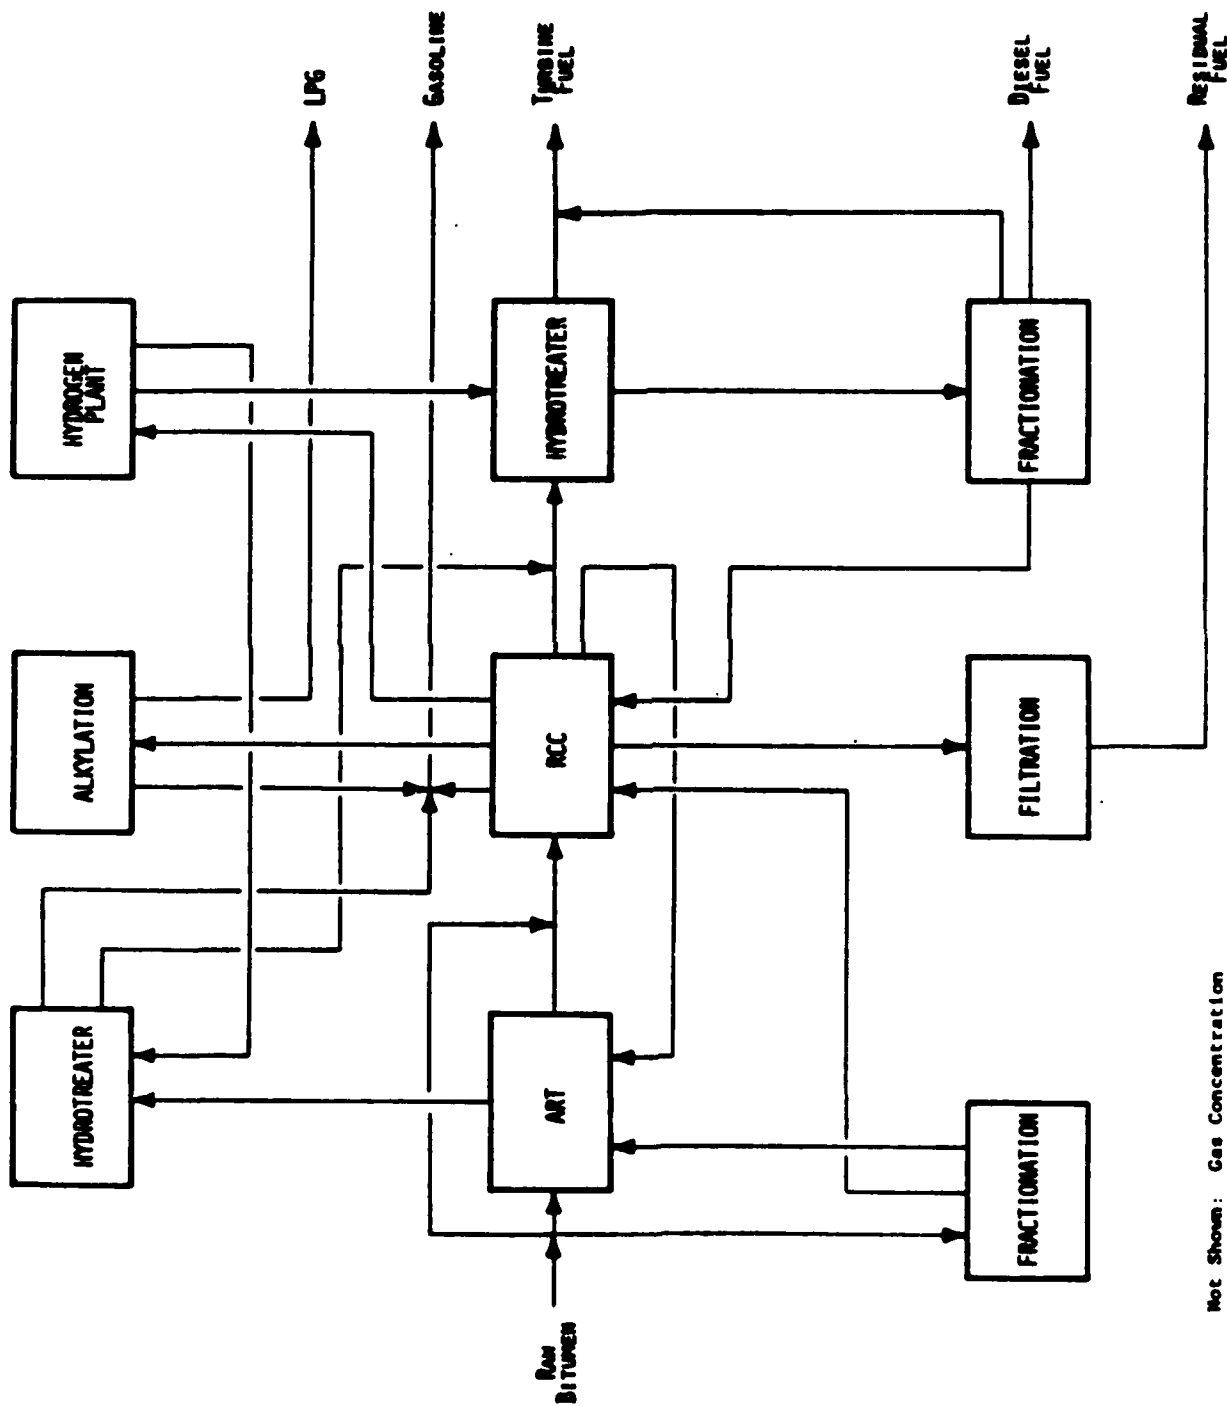 HYDROTREATER
ALKYLATION
HYDROGEN
PLANT
LPG
GASOLINE
RAW
BITUMEN
ART
RCC
HYDROTREATER
TURBINE
FUEL
FRACTIONATION
FILTRATION
FRACTIONATION
DIESEL
FUEL
RESIDUAL
FUEL
Not Shown: Gas Concentration